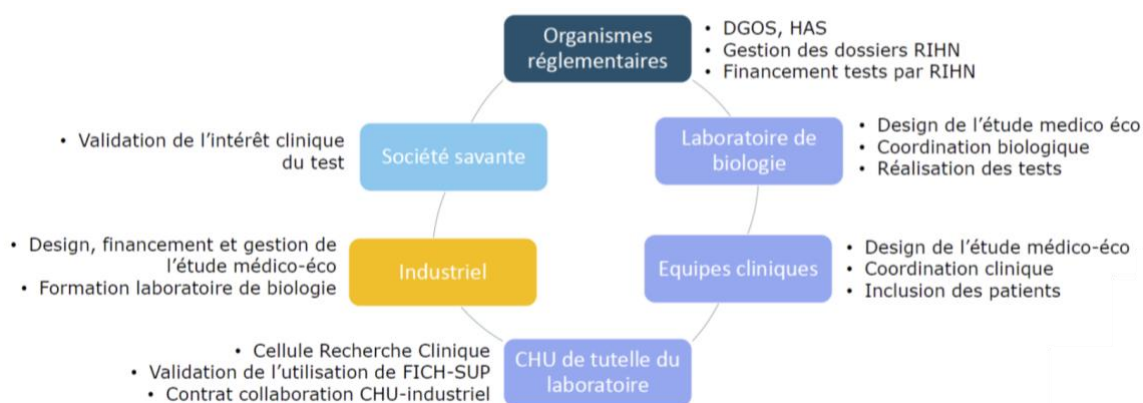 Organismes
réglementaires
• DGOS, HAS
• Gestion des dossiers RIHN
• Financement tests par RIHN
• Validation de l'intérêt clinique
du test
Société savante
Laboratoire de
biologie
• Design de l'étude medico éco
• Coordination biologique
• Réalisation des tests
• Design, financement et gestion de
l'étude médico-éco
• Formation laboratoire de biologie
Industriel
Equipes cliniques
• Design de l'étude médico-éco
• Coordination clinique
• Inclusion des patients
• Cellule Recherche Clinique
• Validation de l'utilisation de FICH-SUP
• Contrat collaboration CHU-industriel
CHU de tutelle du
laboratoire